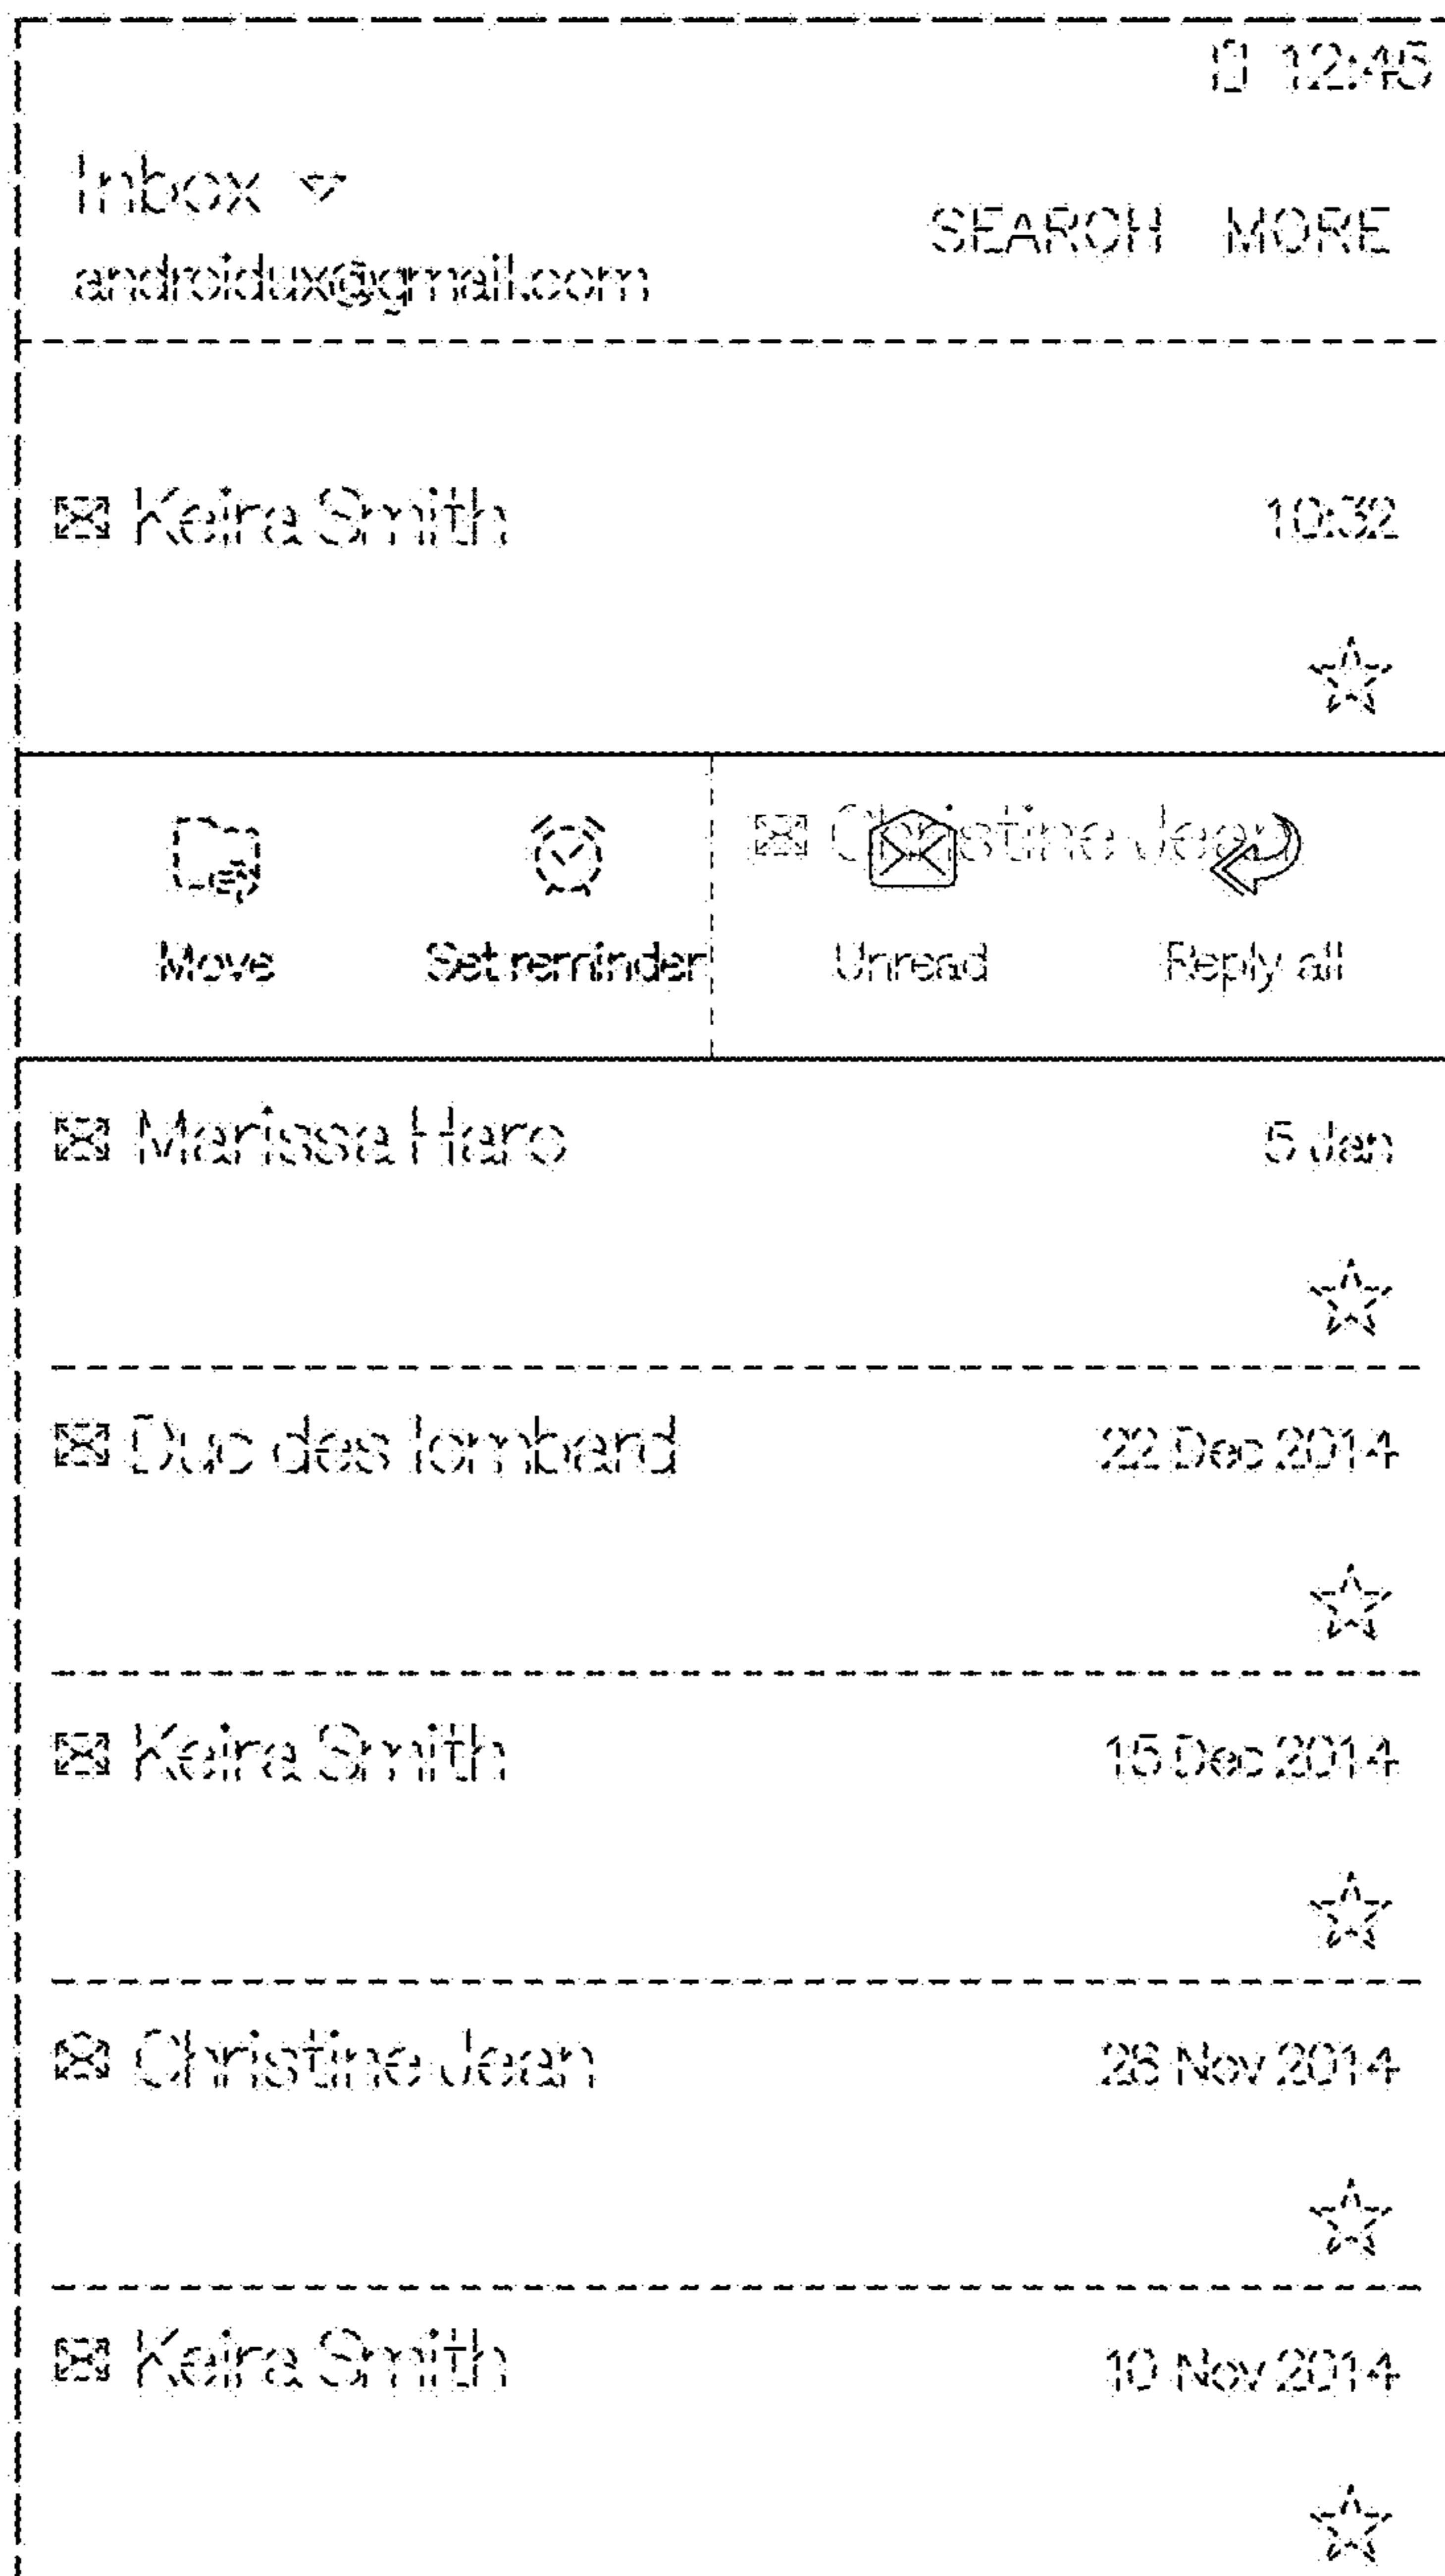 12:45
Inbox
SEARCH MORE
androidux@gmail.com
Keira Smith 10:32
Christine Jean
Move Set reminder Unread Reply all
Marissa Haro 5 Jan
Duc des lombard 22 Dec 2014
Keira Smith 15 Dec 2014
Christine Jean 26 Nov 2014
Keira Smith 10 Nov 2014